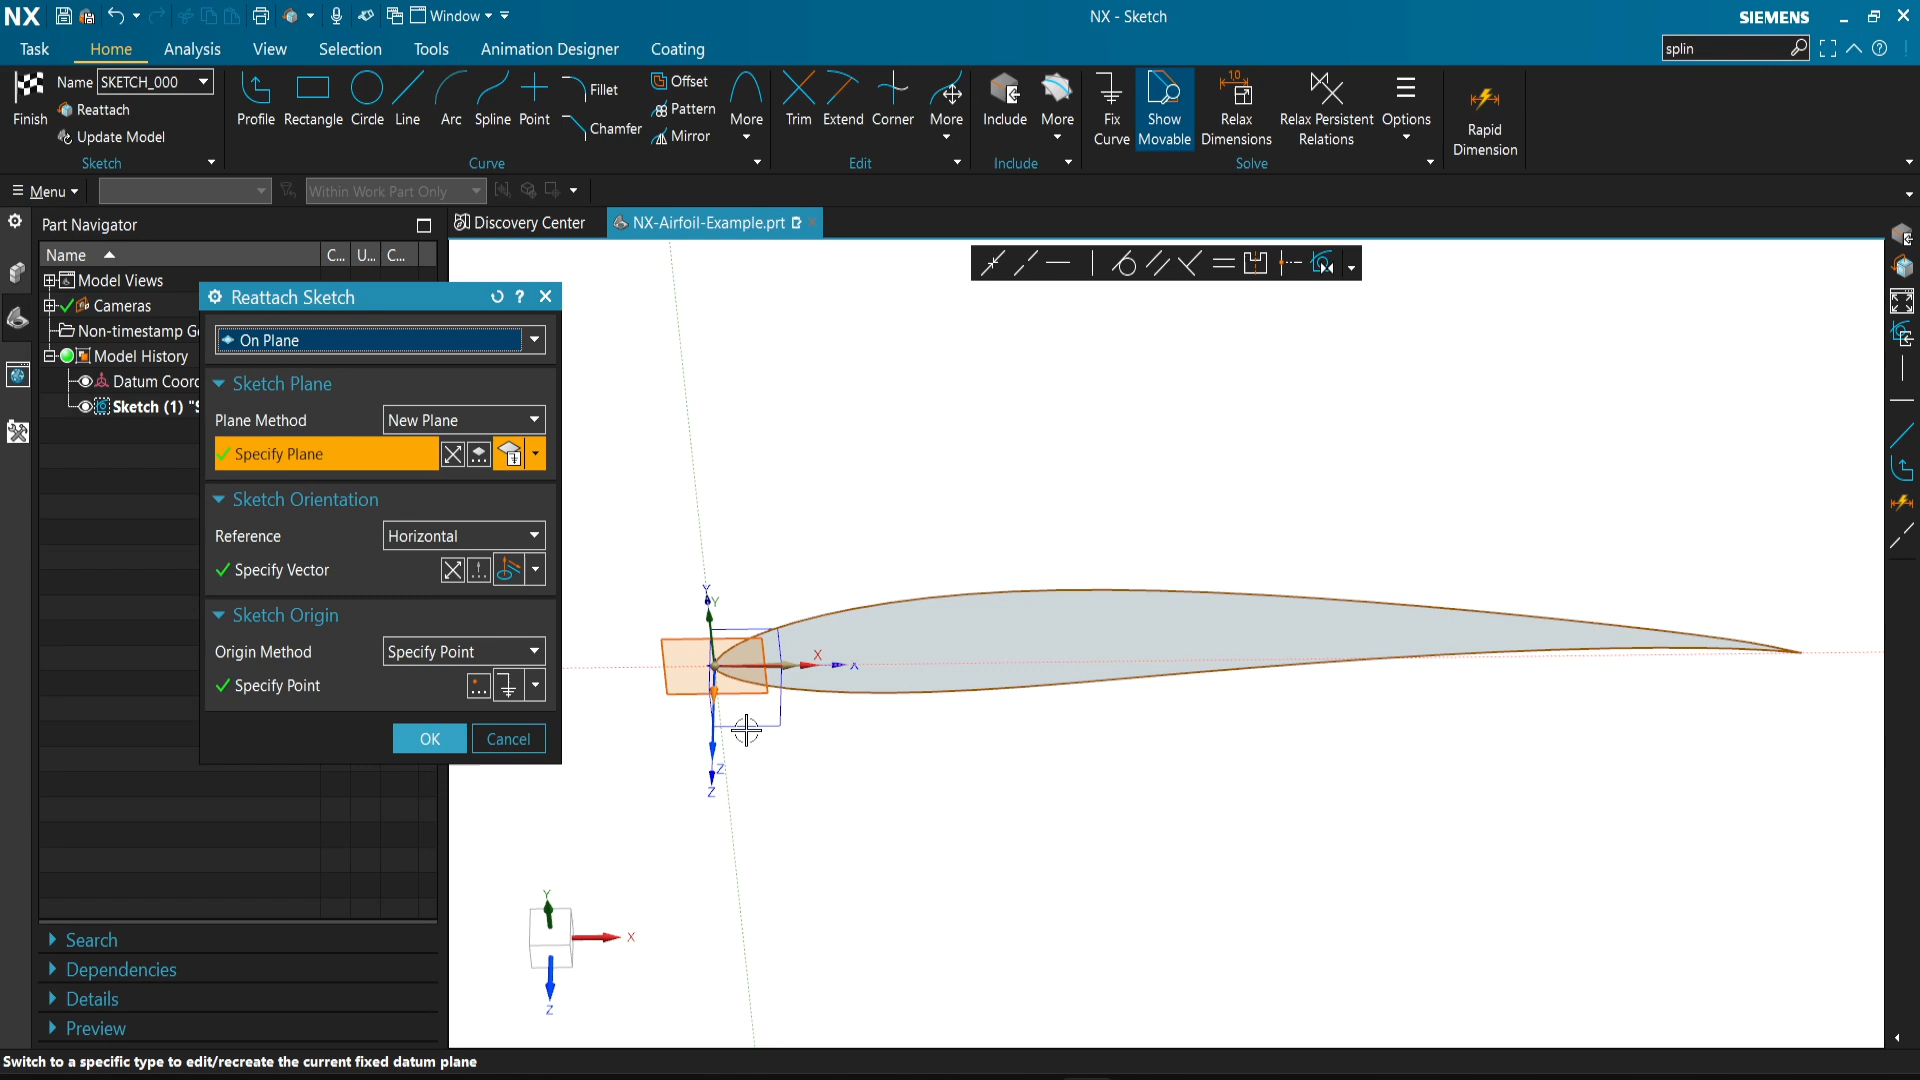 NX
Window
NX - Sketch
SIEMENS
Task
Home
Analysis
View
Selection
Tools
Animation Designer
Coating
splin
Finish
Name SKETCH_000
Reattach
Update Model
Sketch
Profile
Rectangle
Circle
Line
Arc
Spline
Point
Fillet
Chamfer
Offset
Pattern
Mirror
More
Curve
Trim
Extend
Corner
More
Edit
Include
More
Include
Fix
Curve
Show
Movable
Relax
Dimensions
Relax Persistent
Relations
Options
Solve
Rapid
Dimension
1.0
Menu
Within Work Part Only
Part Navigator
Discovery Center
NX-Airfoil-Example.prt
Name
C...
U...
C...
Model Views
Cameras
Non-timestamp G
Model History
Datum Coord
Sketch (1) "S
Reattach Sketch
On Plane
Sketch Plane
Plane Method
New Plane
Specify Plane
Sketch Orientation
Reference
Horizontal
Specify Vector
Sketch Origin
Origin Method
Specify Point
Specify Point
OK
Cancel
Y
Y
X
X
Z
Z
Y
X
Z
Search
Dependencies
Details
Preview
Switch to a specific type to edit/recreate the current fixed datum plane